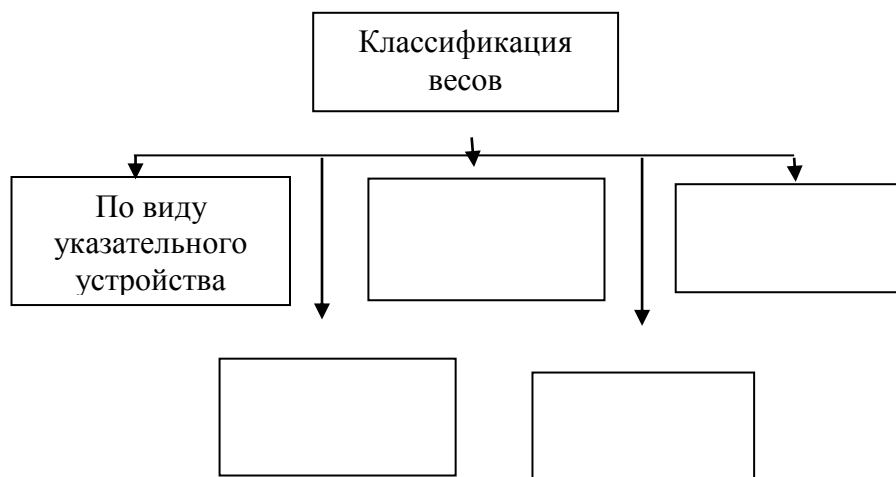 Классификация
весов
По виду
указательного
устройства